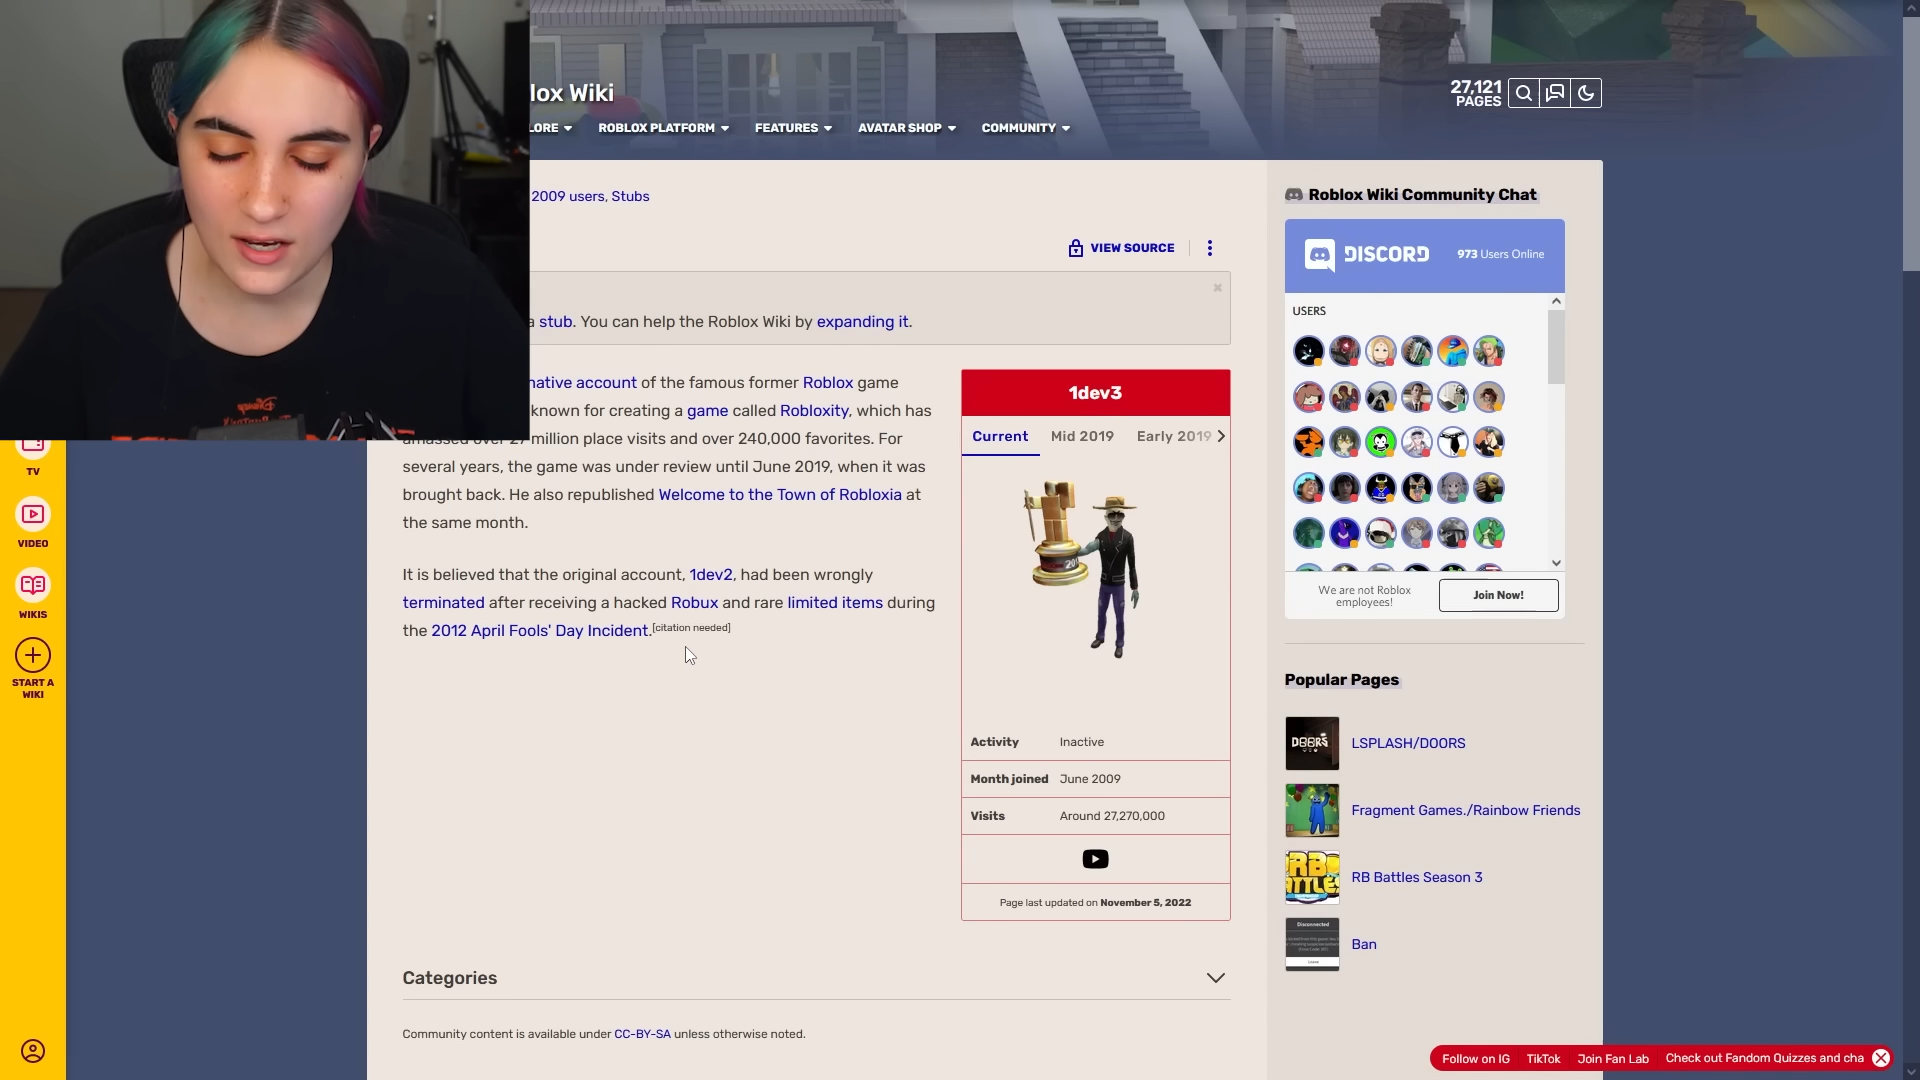 lox Wiki
27,121
PAGES
LORE
ROBLOX PLATFORM
FEATURES
AVATAR SHOP
COMMUNITY
2009 users, Stubs
VIEW SOURCE
a stub. You can help the Roblox Wiki by expanding it.
native account of the famous former Roblox game
known for creating a game called Robloxity, which has
amassed over 27 million place visits and over 240,000 favorites. For
several years, the game was under review until June 2019, when it was
brought back. He also republished Welcome to the Town of Robloxia at
the same month.
It is believed that the original account, 1dev2, had been wrongly
terminated after receiving a hacked Robux and rare limited items during
the 2012 April Fools' Day Incident.[citation needed]
1dev3
Current
Mid 2019
Early 2019
Activity Inactive
Month joined June 2009
Visits Around 27,270,000
Page last updated on November 5, 2022
Categories
Community content is available under CC-BY-SA unless otherwise noted.
TV
VIDEO
WIKIS
START A
WIKI
Roblox Wiki Community Chat
DISCORD
973 Users Online
USERS
We are not Roblox
employees!
Join Now!
Popular Pages
DOORS
LSPLASH/DOORS
Fragment Games./Rainbow Friends
RB
BATTLES
RB Battles Season 3
Disconnected
Ban
Follow on IG
TikTok
Join Fan Lab
Check out Fandom Quizzes and cha